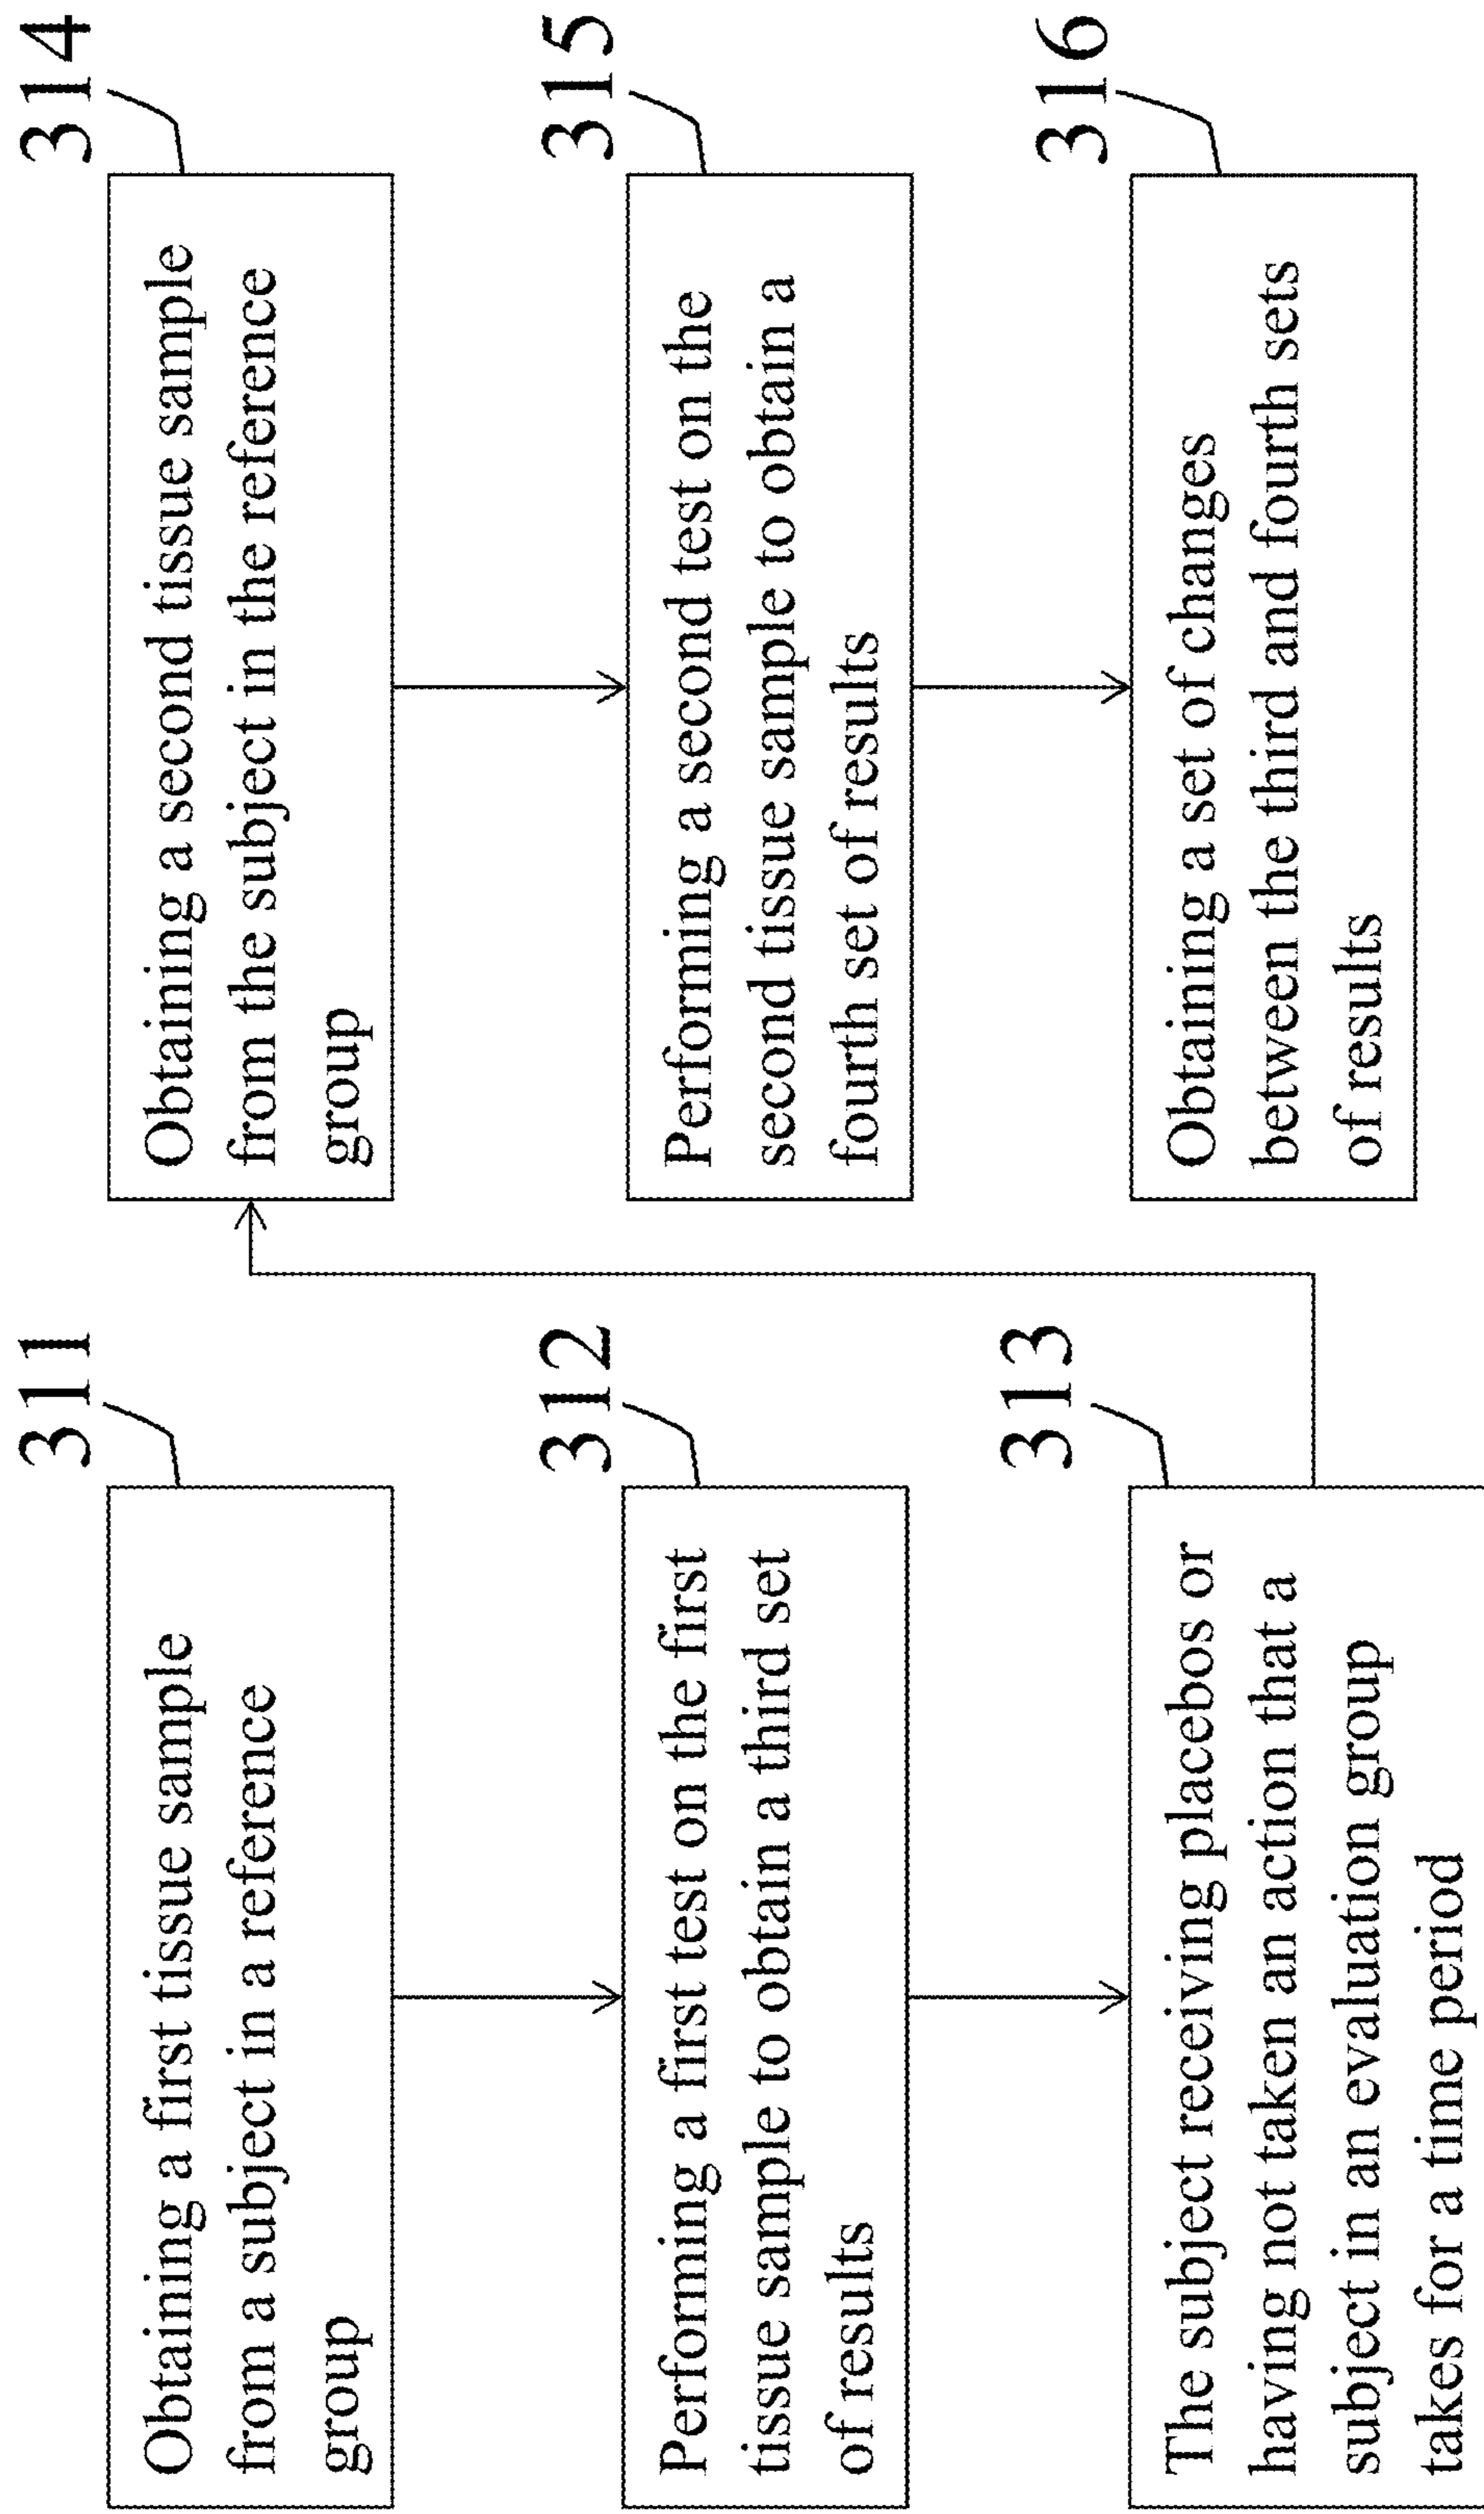 311
Obtaining a first tissue sample
from a subject in a reference
group
312
Performing a first test on the first
tissue sample to obtain a third set
of results
313
The subject receiving placebos or
having not taken an action that a
subject in an evaluation group
takes for a time period
314
Obtaining a second tissue sample
from the subject in the reference
group
315
Performing a second test on the
second tissue sample to obtain a
fourth set of results
316
Obtaining a set of changes
between the third and fourth sets
of results